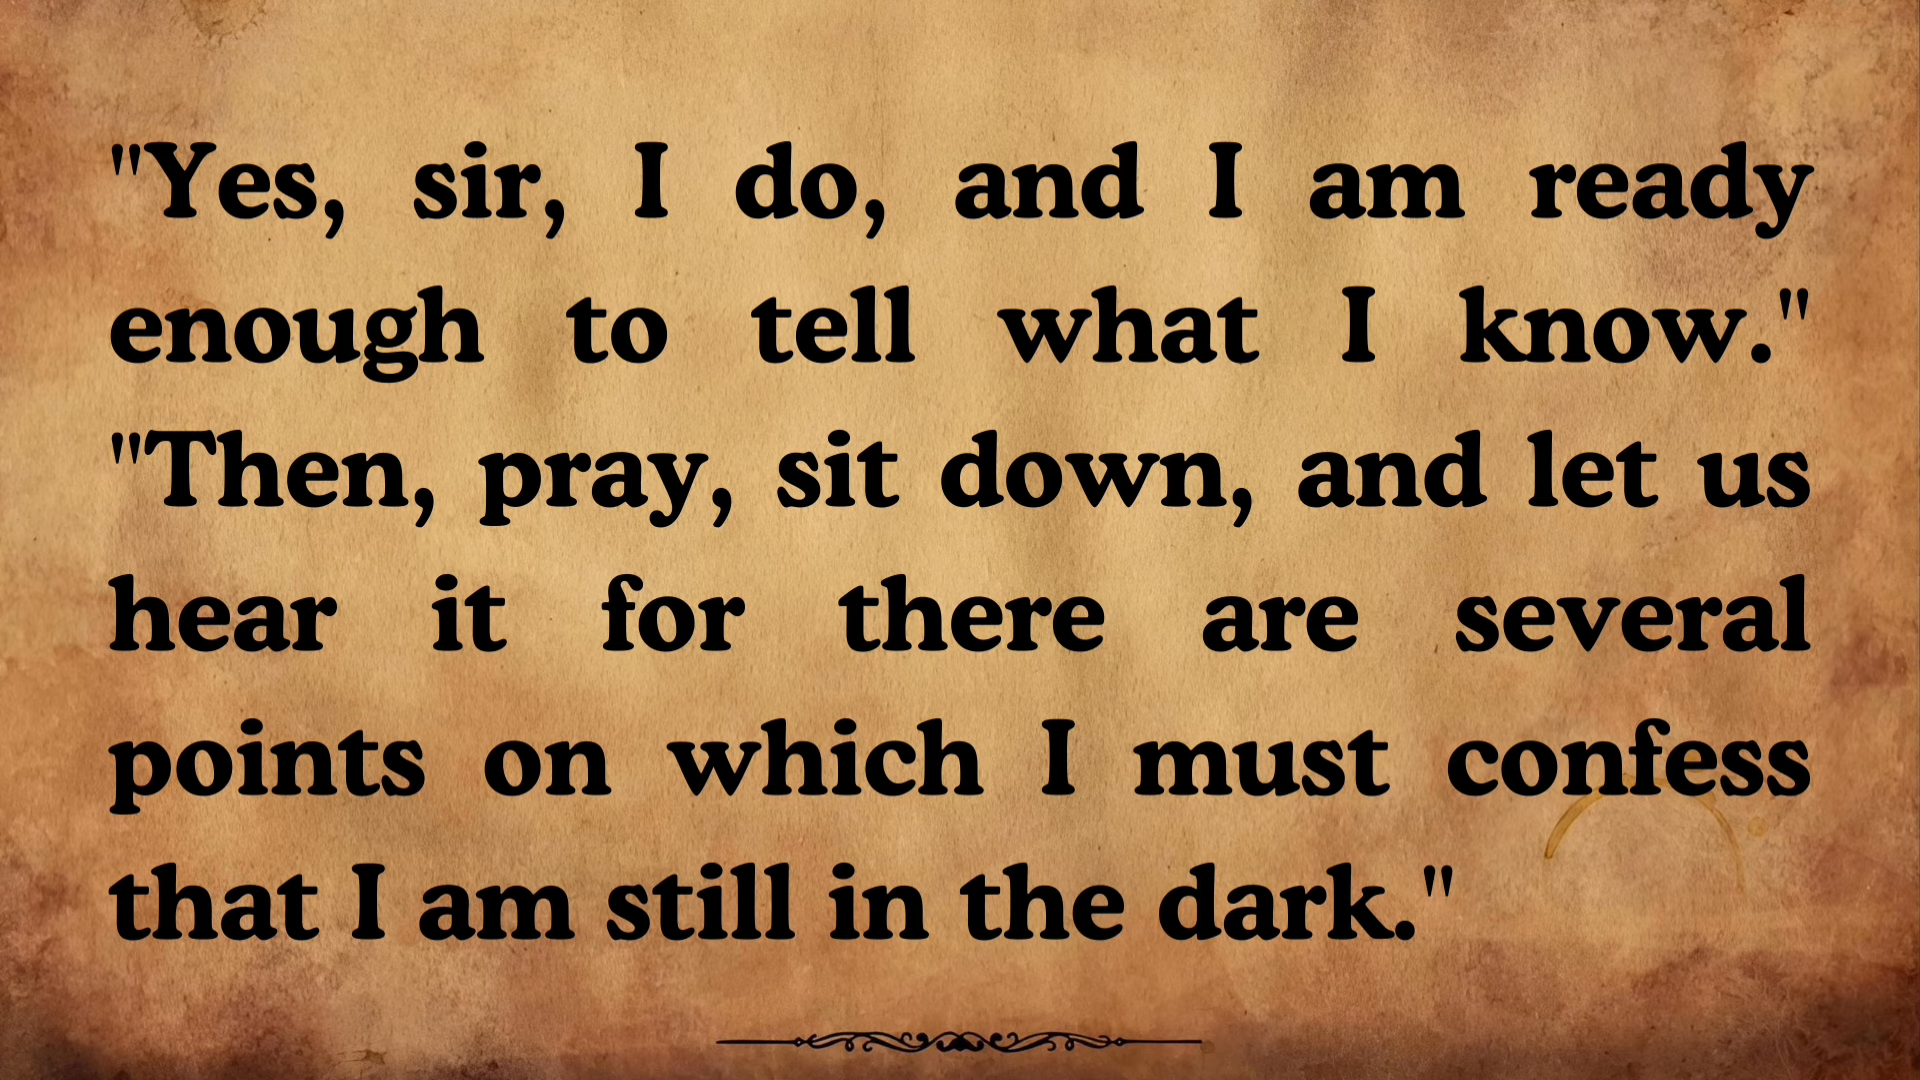 "Yes, sir, I do, and I am ready
enough to tell what I know."
"Then, pray, sit down, and let us
hear it for there are several
points on which I must confess
that I am still in the dark."